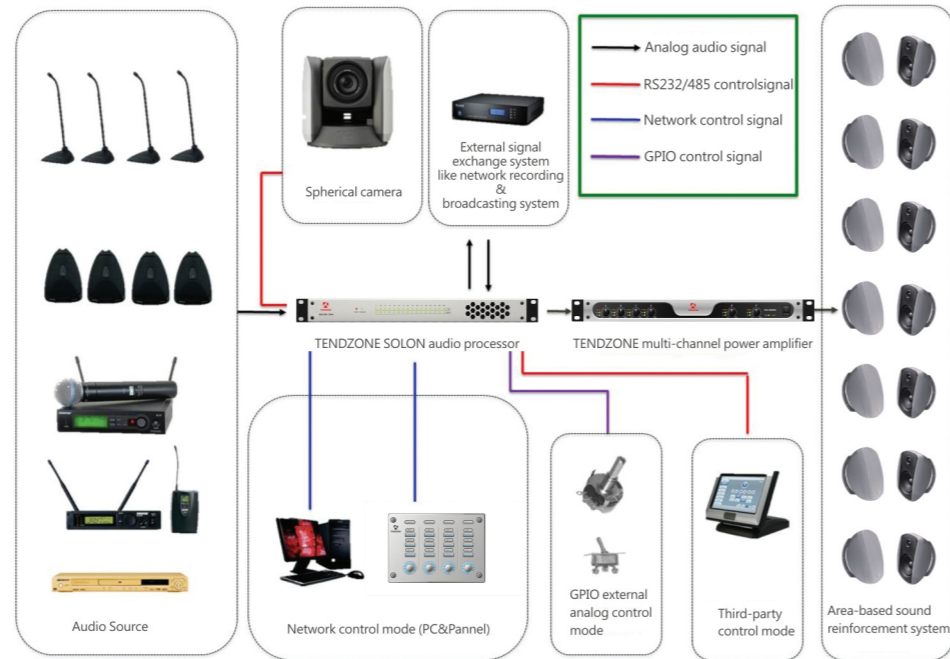 Analog audio signal
RS232/485 controlsignal
Network control signal
GPIO control signal
Spherical camera
External signal
exchange system
like network recording
&
broadcasting system
TENDZONE SOLON audio processor
TENDZONE multi-channel power amplifier
Audio Source
Network control mode (PC&Pannel)
GPIO external
analog control
mode
Third-party
control mode
Area-based sound
reinforcement system